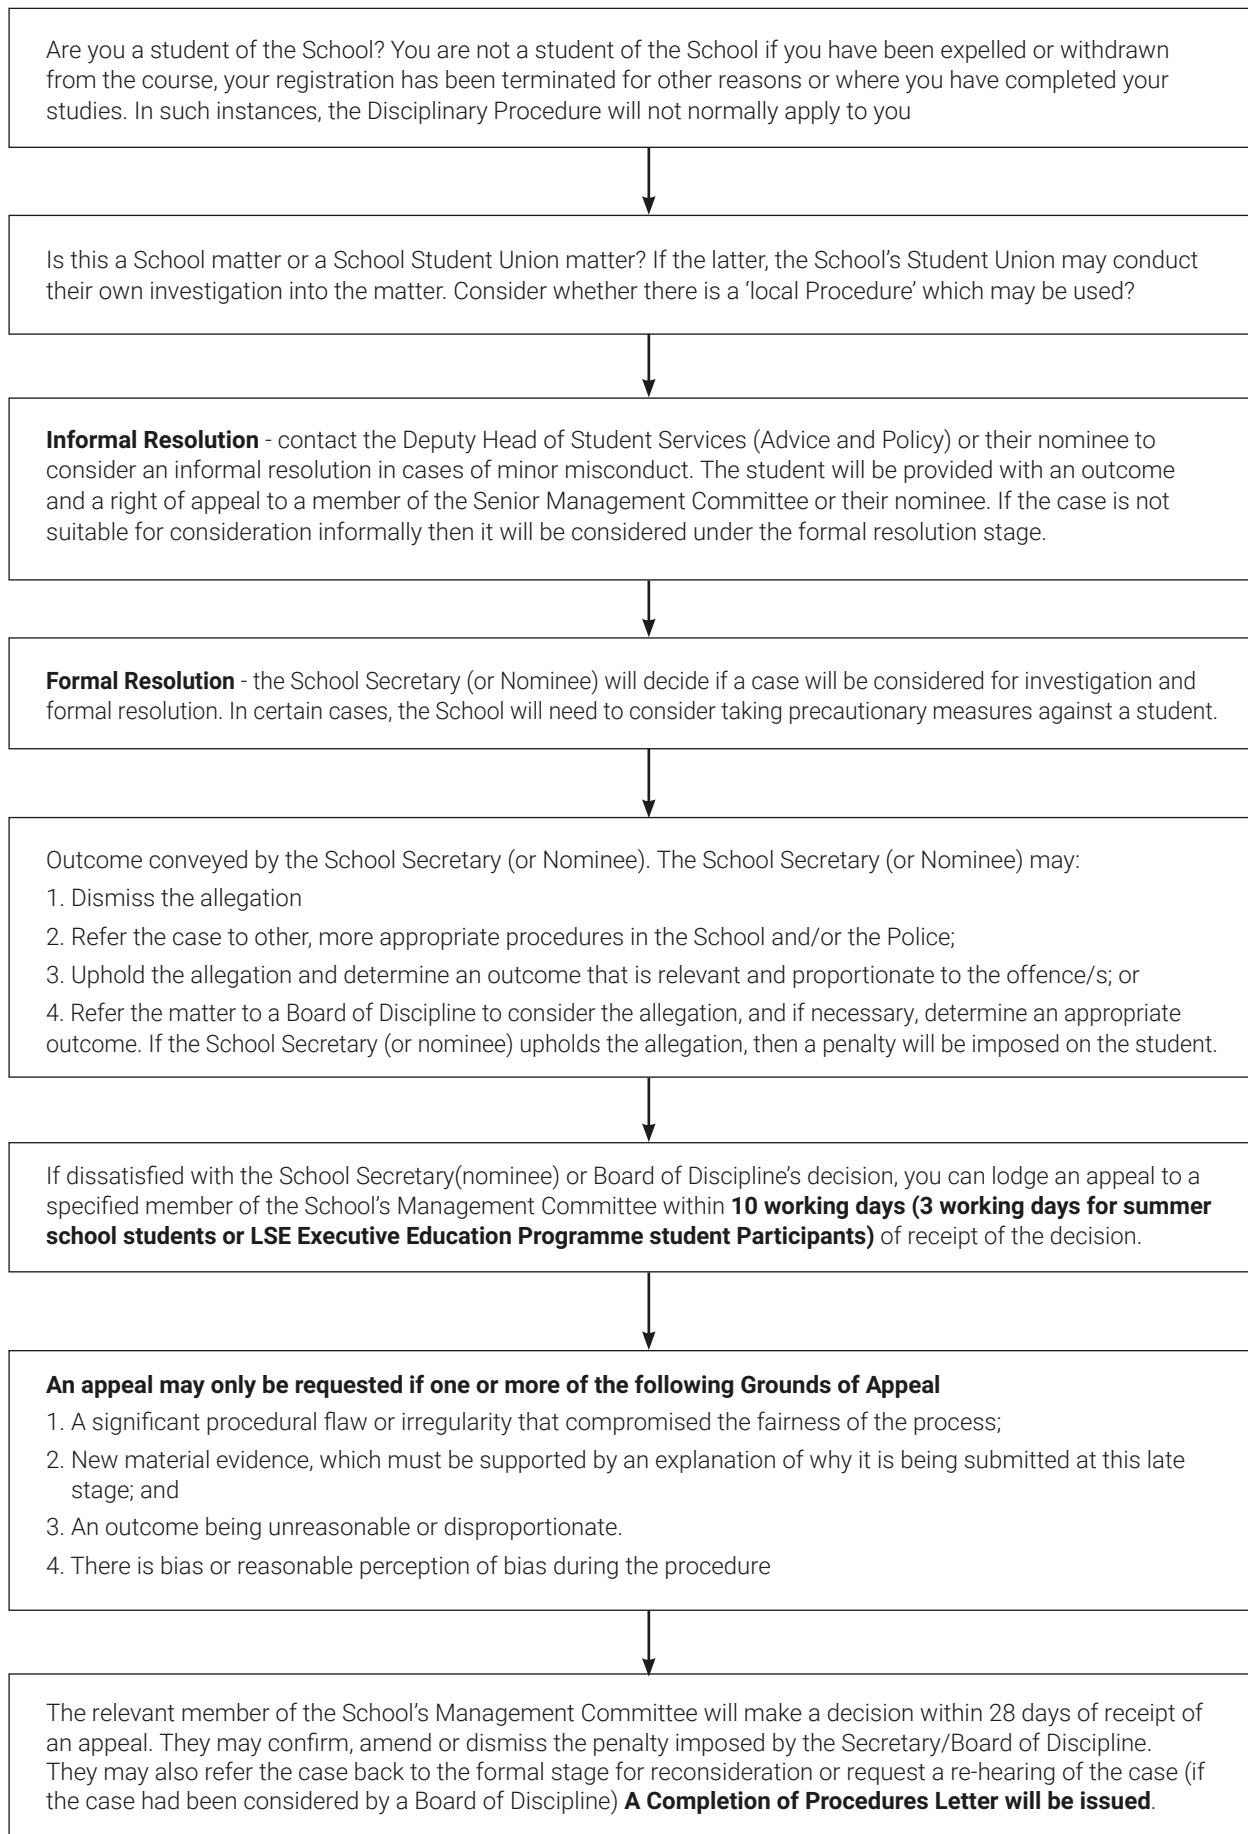 Are you a student of the School? You are not a student of the School if you have been expelled or withdrawn
from the course, your registration has been terminated for other reasons or where you have completed your
studies. In such instances, the Disciplinary Procedure will not normally apply to you
Is this a School matter or a School Student Union matter? If the latter, the School’s Student Union may conduct
their own investigation into the matter. Consider whether there is a ‘local Procedure’ which may be used?
Informal Resolution - contact the Deputy Head of Student Services (Advice and Policy) or their nominee to
consider an informal resolution in cases of minor misconduct. The student will be provided with an outcome
and a right of appeal to a member of the Senior Management Committee or their nominee. If the case is not
suitable for consideration informally then it will be considered under the formal resolution stage.
Formal Resolution - the School Secretary (or Nominee) will decide if a case will be considered for investigation and
formal resolution. In certain cases, the School will need to consider taking precautionary measures against a student.
Outcome conveyed by the School Secretary (or Nominee). The School Secretary (or Nominee) may:
1. Dismiss the allegation
2. Refer the case to other, more appropriate procedures in the School and/or the Police;
3. Uphold the allegation and determine an outcome that is relevant and proportionate to the offence/s; or
4. Refer the matter to a Board of Discipline to consider the allegation, and if necessary, determine an appropriate
outcome. If the School Secretary (or nominee) upholds the allegation, then a penalty will be imposed on the student.
If dissatisfied with the School Secretary(nominee) or Board of Discipline’s decision, you can lodge an appeal to a
specified member of the School’s Management Committee within 10 working days (3 working days for summer
school students or LSE Executive Education Programme student Participants) of receipt of the decision.
An appeal may only be requested if one or more of the following Grounds of Appeal
1. A significant procedural flaw or irregularity that compromised the fairness of the process;
2. New material evidence, which must be supported by an explanation of why it is being submitted at this late
stage; and
3. An outcome being unreasonable or disproportionate.
4. There is bias or reasonable perception of bias during the procedure
The relevant member of the School’s Management Committee will make a decision within 28 days of receipt of
an appeal. They may confirm, amend or dismiss the penalty imposed by the Secretary/Board of Discipline.
They may also refer the case back to the formal stage for reconsideration or request a re-hearing of the case (if
the case had been considered by a Board of Discipline) A Completion of Procedures Letter will be issued.